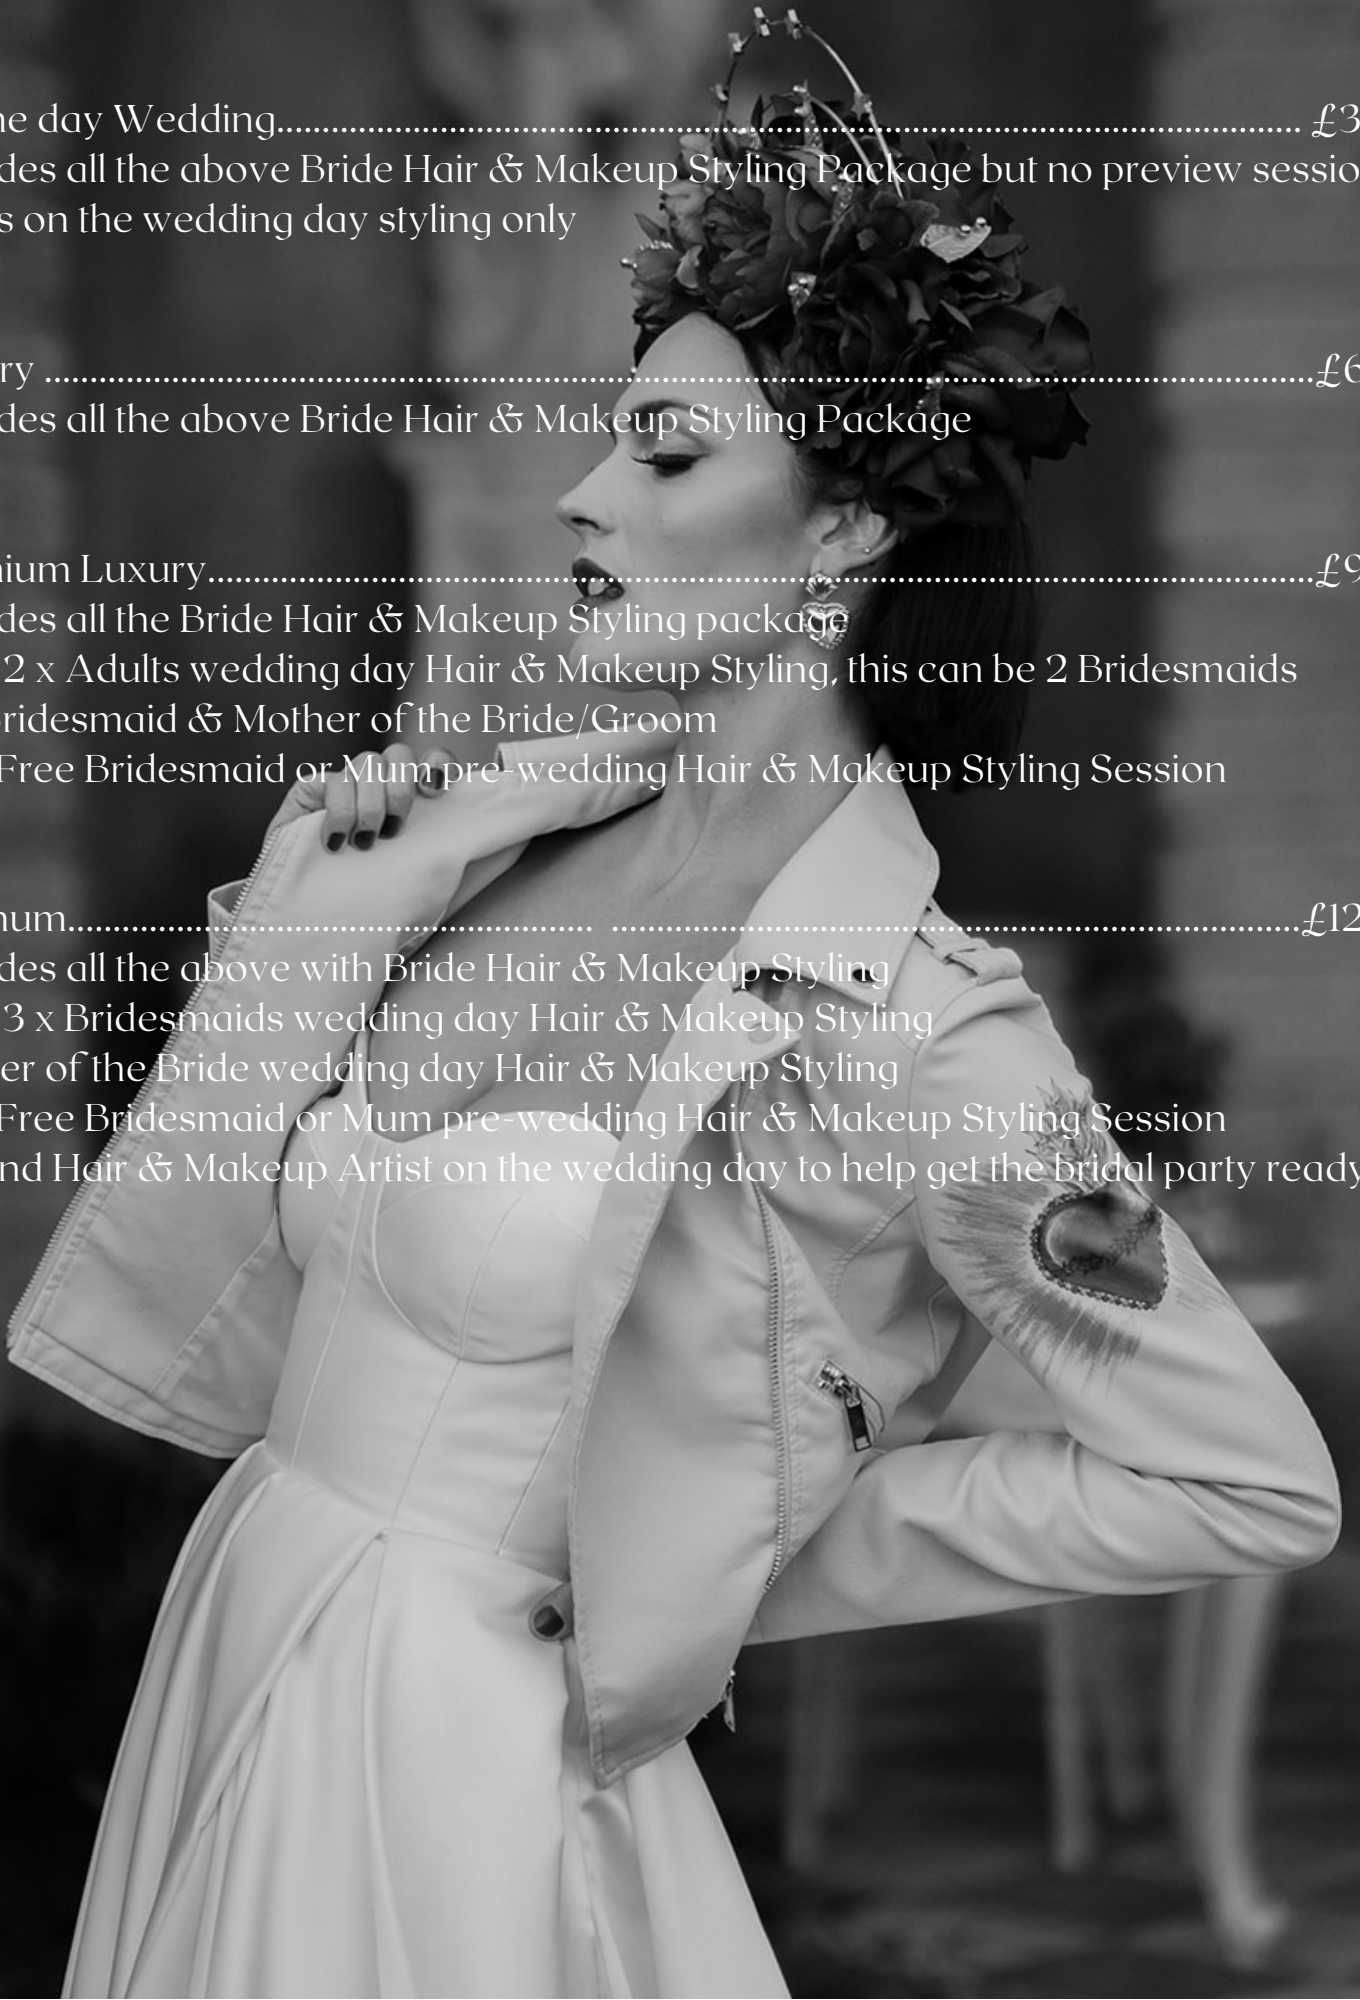 ne day Wedding.................................................................................................................. £3
des all the above Bride Hair & Makeup Styling Package but no preview sessio
s on the wedding day styling only
ry .............................................................................................................................................£6
des all the above Bride Hair & Makeup Styling Package
nium Luxury...........................................................................................................................£9
des all the Bride Hair & Makeup Styling package
2 x Adults wedding day Hair & Makeup Styling, this can be 2 Bridesmaids
ridesmaid & Mother of the Bride/Groom
Free Bridesmaid or Mum pre-wedding Hair & Makeup Styling Session
num.......................................................... ............................................................................£12
des all the above with Bride Hair & Makeup Styling
3 x Bridesmaids wedding day Hair & Makeup Styling
er of the Bride wedding day Hair & Makeup Styling
Free Bridesmaid or Mum pre-wedding Hair & Makeup Styling Session
nd Hair & Makeup Artist on the wedding day to help get the bridal party ready